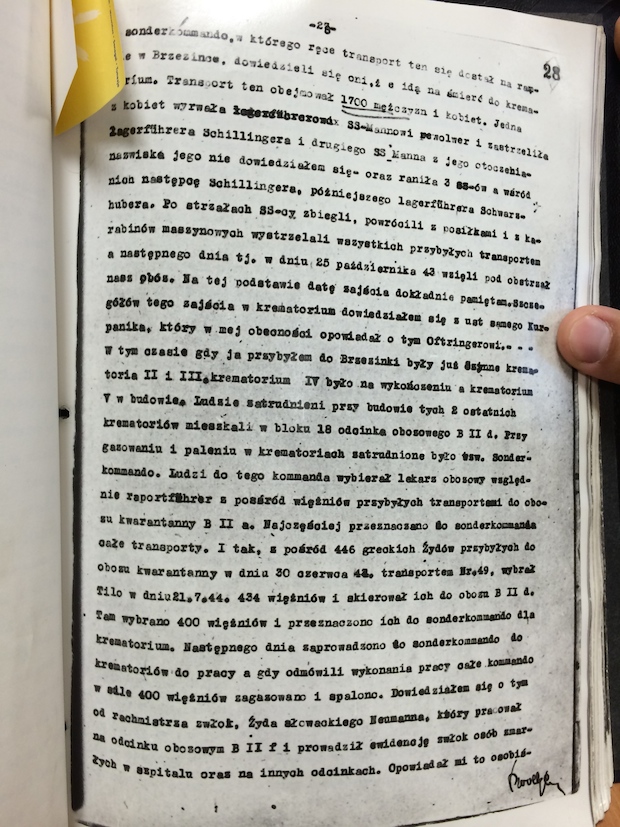 -27-
28
sonderkommando, w którego ręce transport ten się dostał na ram-
ie w Brzezince, dowiedzieli się oni,ż e idą na śmierć do krema-
rium. Transport ten obejmował 1700 mężczyzn i kobiet. Jedna
z kobiet wyrwała SS-Mannowi rewolwer i zastrzeliła
Lagerführera Schillingera i drugiego SS Manna z jego otoczenia-
nazwiska jego nie dowiedziałem się- oraz raniła 3 SS-ów a wśród
nich następcę Schillingera, późniejszego lagerführera Schwarz-
hubera. Po strzałach SS-cy zbiegli, powrócili z posiłkami i z ka-
rabinów maszynowych wystrzelali wszystkich przybyłych transportem
a następnego dnia tj. w dniu 25 października 43 wzięli pod obstrzał
nasz obóz. Na tej podstawie datę zajścia dokładnie pamiętam.Szcze-
gółów tego zajścia w krematorium dowiedziałem się z ust samego Kur-
panika, który w mej obecności opowiadał o tym Oftringerowi.- - -
W tym czasie gdy ja przybyłem do Brzezinki były już czynne krema-
toria II i III,krematorium IV było na wykończeniu a krematorium
V w budowie. Ludzie zatrudnieni przy budowie tych 2 ostatnich
krematoriów mieszkali w bloku 18 odcinka obozowego B II d. Przy
gazowaniu i paleniu w krematoriach zatrudnione było tzw. Sonder-
kommando. Ludzi do tego kommanda wybierał lekarz obozowy względ-
nie raportführer z pośród więźniów przybyłych transportami do obo-
zu kwarantanny B II a. Najczęściej przeznaczano do sonderkommanda
całe transporty. I tak, z pośród 446 greckich Żydów przybyłych do
obozu kwarantanny w dniu 30 czerwca transportem Nr.49, wybrał
Tilo w dniu21.7.44. 434 więźniów i skierował ich do obozu B II d.
Tam wybrano 400 więźniów i przeznaczono ich do sonderkommando dla
krematorium. Następnego dnia zaprowadzono to sonderkommando do
krematoriów do pracy a gdy odmówili wykonania pracy całe kommando
w sile 400 więźniów zagazowano i spalono. Dowiedziałem się o tym
od rachmistrza zwłok, Żyda słowackiego Neumanna, który pracował
na odcinku obozowym B II f i prowadził ewidencję zwłok osób zmar-
łych w szpitalu oraz na innych odcinkach. Opowiadał mi to osobiś-